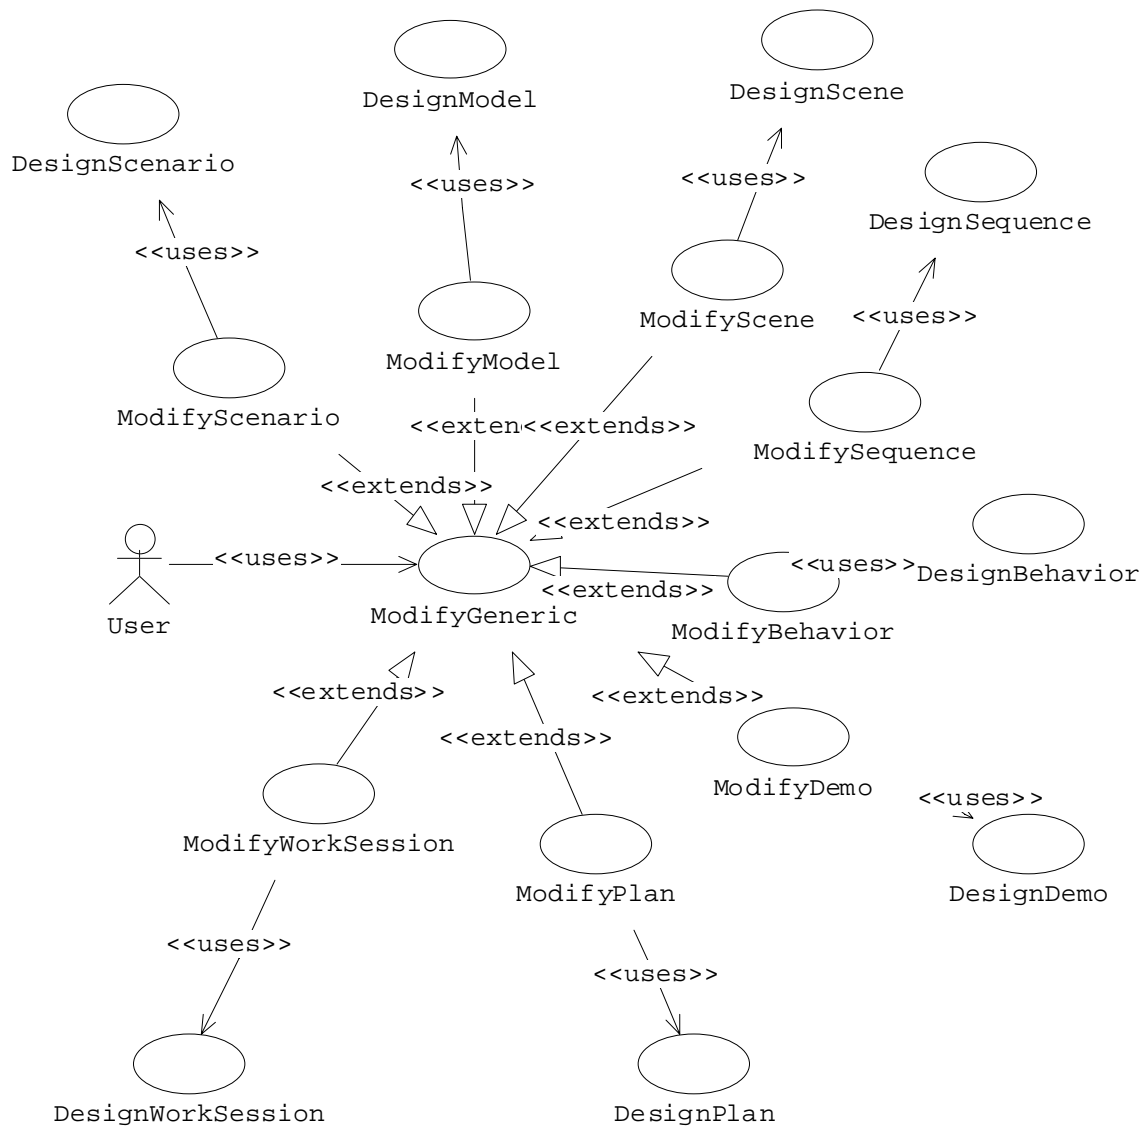 DesignScene
DesignModel
DesignScenario
<<uses>>
<<uses>>
DesignSequence
<<uses>>
<<uses>>
ModifyScene
ModifyModel
ModifyScenario
<<exten<<extends>>
ModifySequence
<<extends>>
<<extends>>
<<uses>>
<<uses>>
DesignBehavior
<<extends>>
ModifyGeneric
User
ModifyBehavior
<<extends>>
<<extends>>
<<extends>>
ModifyDemo
<<uses>>
ModifyWorkSession
ModifyPlan
DesignDemo
<<uses>>
<<uses>>
DesignWorkSession
DesignPlan
<<uses>>